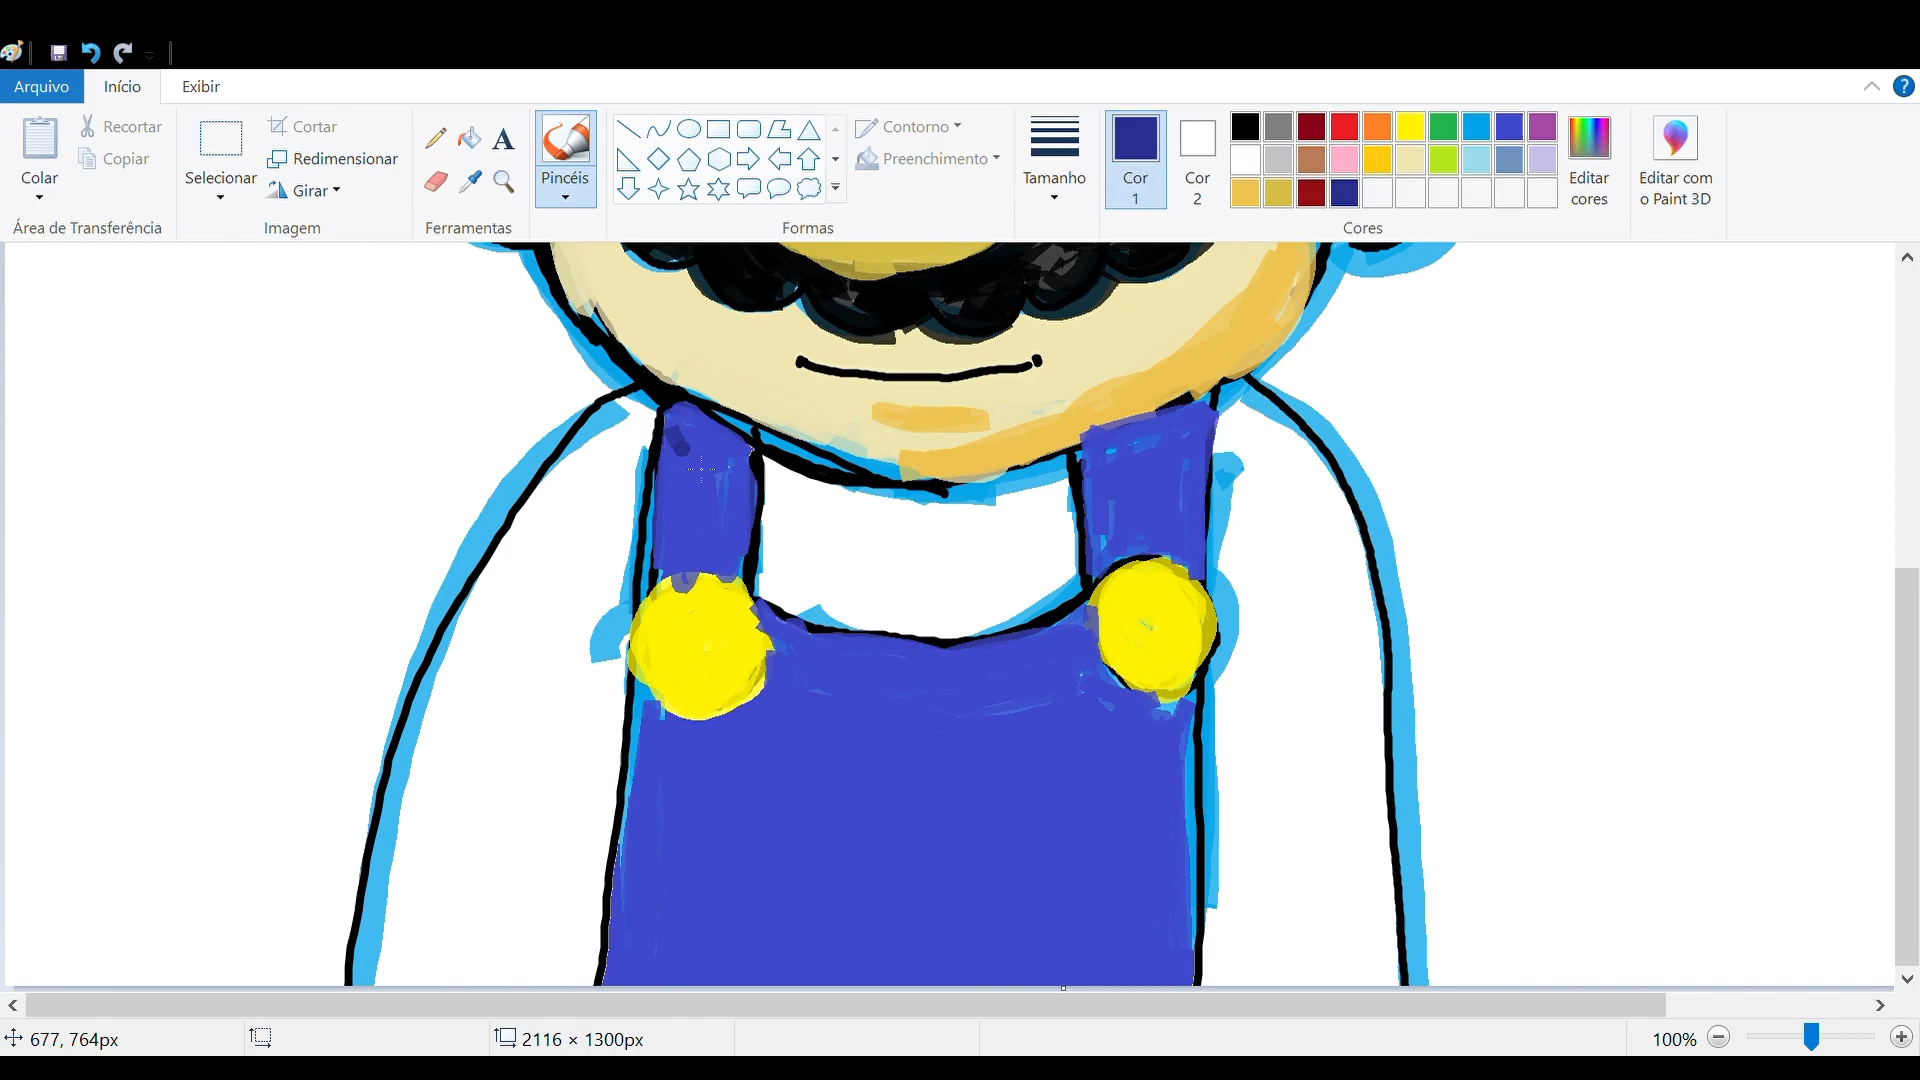 Arquivo Início Exibir
Colar
Recortar
Copiar
Área de Transferência
Selecionar
Cortar
Redimensionar
Girar
Imagem
A
Ferramentas
Pincéis
Formas
Contorno
Preenchimento
Tamanho
Cor
1
Cor
2
Cores
Editar
cores
Editar com
o Paint 3D
?
677, 764px
2116 × 1300px
100%